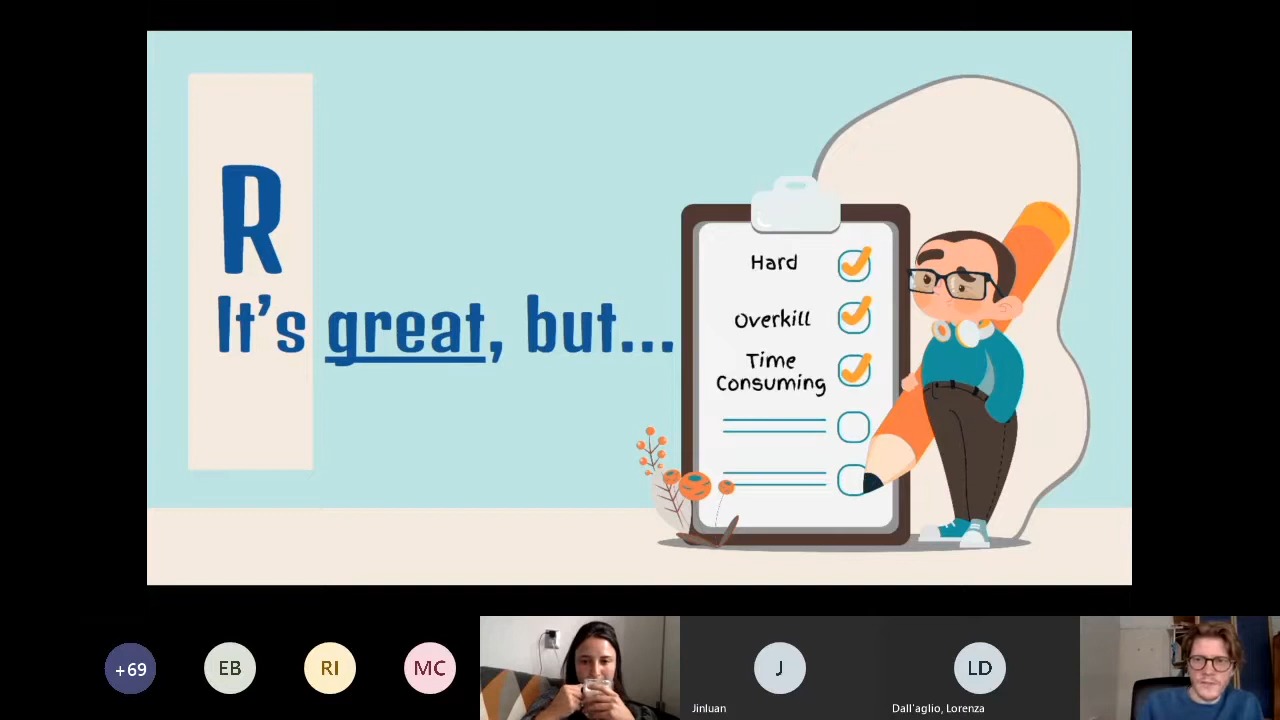 R
It's great, but...
Hard
Overkill
Time
Consuming
+69
EB
RI
MC
J
Jinluan
LD
Dall'aglio, Lorenza